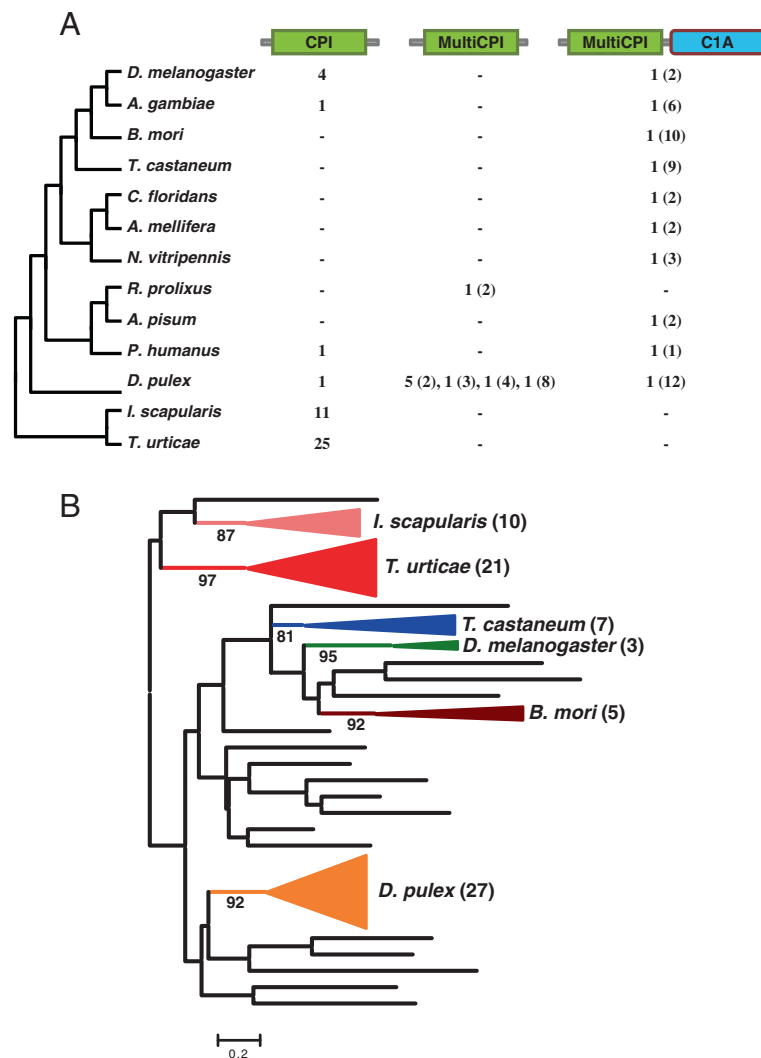 A
CPI MultiCPI MultiCPI C1A
D. melanogaster 4 - 1 (2)
A. gambiae 1 - 1 (6)
B. mori - - 1 (10)
T. castaneum - - 1 (9)
C. floridans - - 1 (2)
A. mellifera - - 1 (2)
N. vitripennis - - 1 (3)
R. prolixus - 1 (2) -
A. pisum - - 1 (2)
P. humanus 1 - 1 (1)
D. pulex 1 5 (2), 1 (3), 1 (4), 1 (8) 1 (12)
I. scapularis 11 - -
T. urticae 25 - -
B
I. scapularis (10)
87
T. urticae (21)
97
T. castaneum (7)
81
D. melanogaster (3)
95
B. mori (5)
92
D. pulex (27)
92
0.2